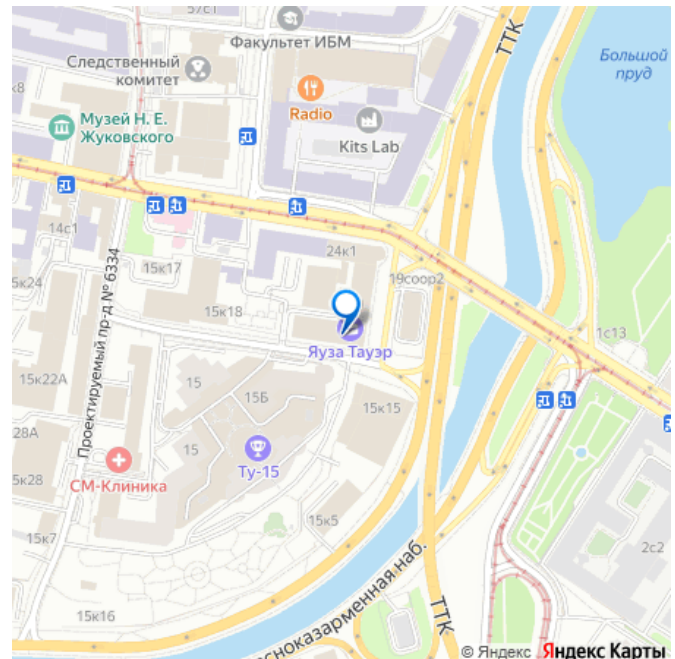 57с1
Факультет ИБМ
ТТК
Большой
пруд
Следственный
комитет
к8
Radio
Музей Н. Е.
Жуковского
Kits Lab
14с1
24к1
19соор2
15к17
5к24
15к18
Проектируемый пр-д № 6334
Яуза Тауэр
1с13
15к22А
15
15Б
15к15
28А
15
5к28
СМ-Клиника
Ту-15
15к5
15к7
2с2
15к16
сноказарменная наб.
ТТК
© Яндекс Яндекс Карты